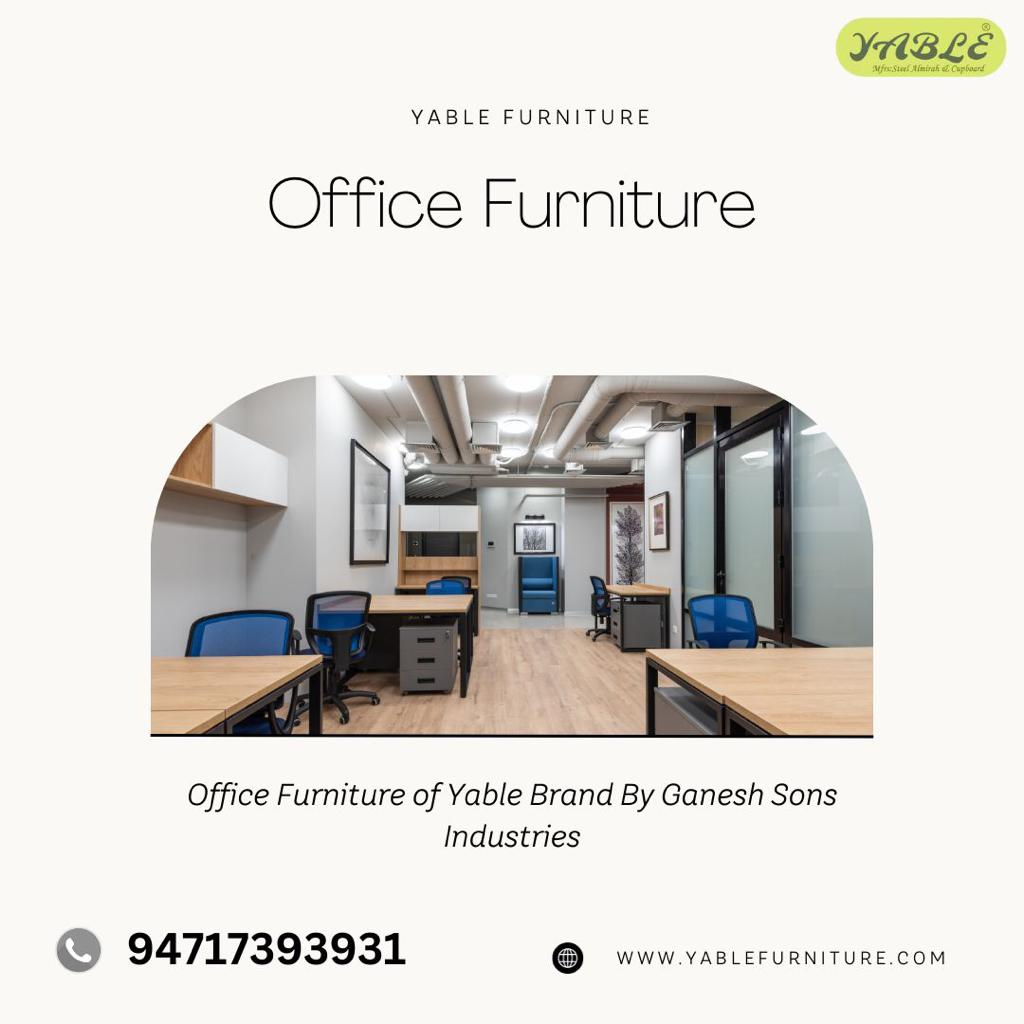 YABLE®
Mfrs:Steel Almirah & Cupboard
YABLE FURNITURE
Office Furniture
Office Furniture of Yable Brand By Ganesh Sons
Industries
94717393931
WWW.YABLEFURNITURE.COM